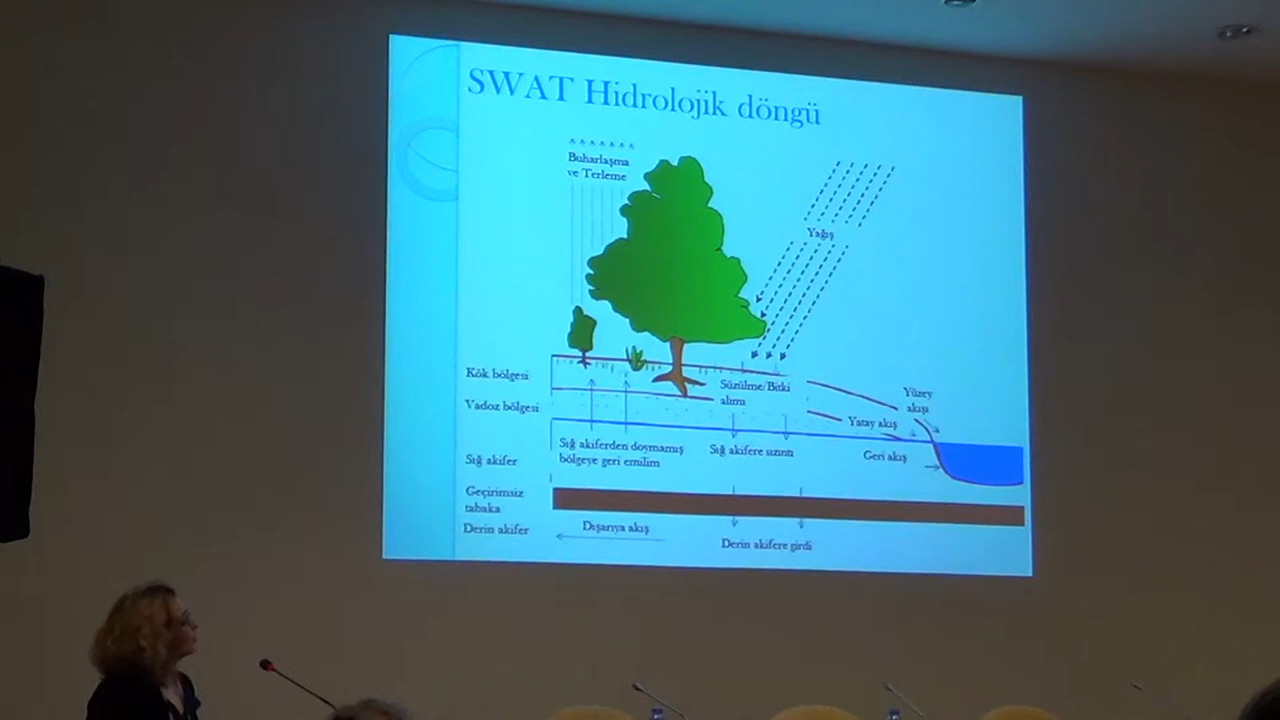 SWAT Hidrolojik döngü
Buharlaşma
ve Terleme
Yağış
Kök bölgesi
Süzülme/Bitki
alımı
Yüzey
akışı
Vadoz bölgesi
Yatay akış
Sığ akiferden doymamış
bölgeye geri emilim
Sığ akifere sızıntı
Geri akış
Sığ akifer
Geçirimsiz
tabaka
Derin akifer
Dışarıya akış
Derin akifere girdi